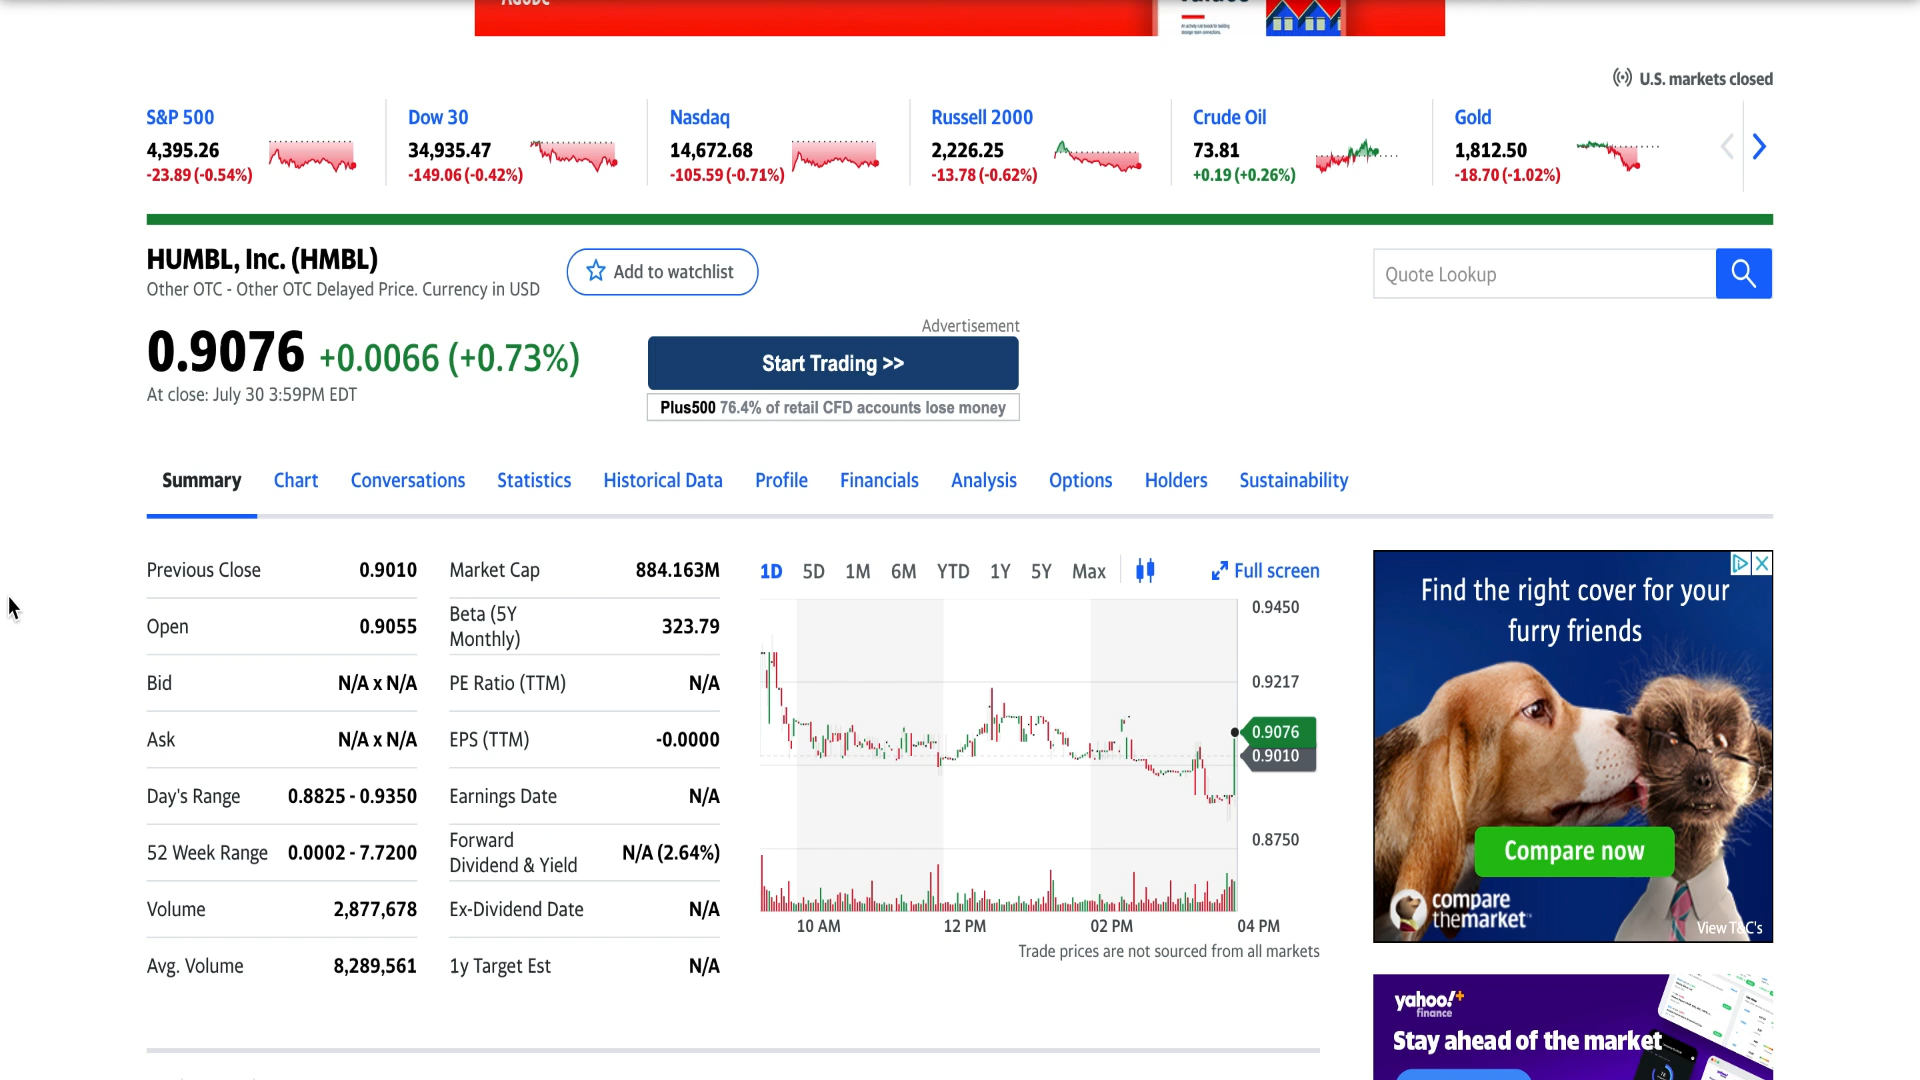 U.S. markets closed
S&P 500
4,395.26
-23.89 (-0.54%)
Dow 30
34,935.47
-149.06 (-0.42%)
Nasdaq
14,672.68
-105.59 (-0.71%)
Russell 2000
2,226.25
-13.78 (-0.62%)
Crude Oil
73.81
+0.19 (+0.26%)
Gold
1,812.50
-18.70 (-1.02%)
HUMBL, Inc. (HMBL)
Other OTC - Other OTC Delayed Price. Currency in USD
Add to watchlist
Quote Lookup
0.9076 +0.0066 (+0.73%)
At close: July 30 3:59PM EDT
Advertisement
Start Trading >>
Plus500 76.4% of retail CFD accounts lose money
Summary Chart Conversations Statistics Historical Data Profile Financials Analysis Options Holders Sustainability
Previous Close 0.9010
Open 0.9055
Bid N/A x N/A
Ask N/A x N/A
Day's Range 0.8825 - 0.9350
52 Week Range 0.0002 - 7.7200
Volume 2,877,678
Avg. Volume 8,289,561
Market Cap 884.163M
Beta (5Y
Monthly) 323.79
PE Ratio (TTM) N/A
EPS (TTM) -0.0000
Earnings Date N/A
Forward
Dividend & Yield N/A (2.64%)
Ex-Dividend Date N/A
1y Target Est N/A
1D 5D 1M 6M YTD 1Y 5Y Max Full screen
0.9450
0.9217
0.9076
0.9010
0.8750
10 AM 12 PM 02 PM 04 PM
Trade prices are not sourced from all markets
Find the right cover for your
furry friends
Compare now
compare
themarket
View T&C's
yahoo!+
finance
Stay ahead of the market